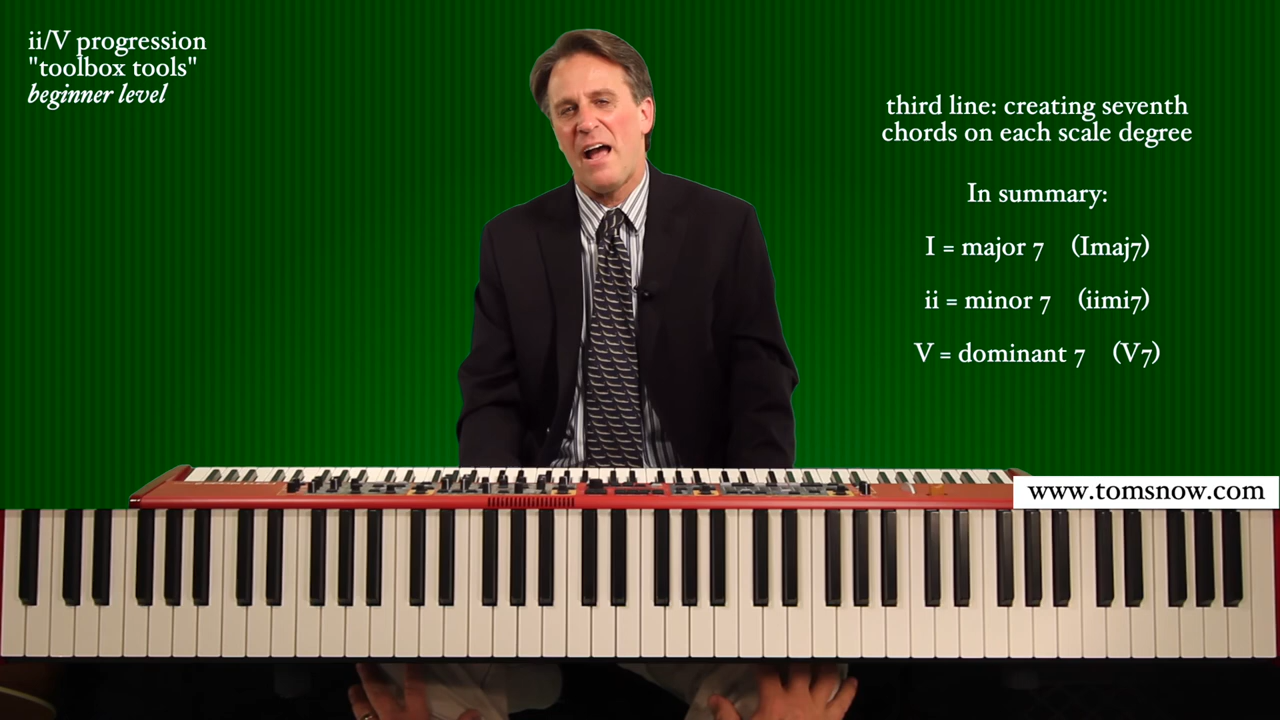 ii/V progression
"toolbox tools"
beginner level
third line: creating seventh
chords on each scale degree
In summary:
I = major 7 (Imaj7)
ii = minor 7 (iimi7)
V = dominant 7 (V7)
www.tomsnow.com